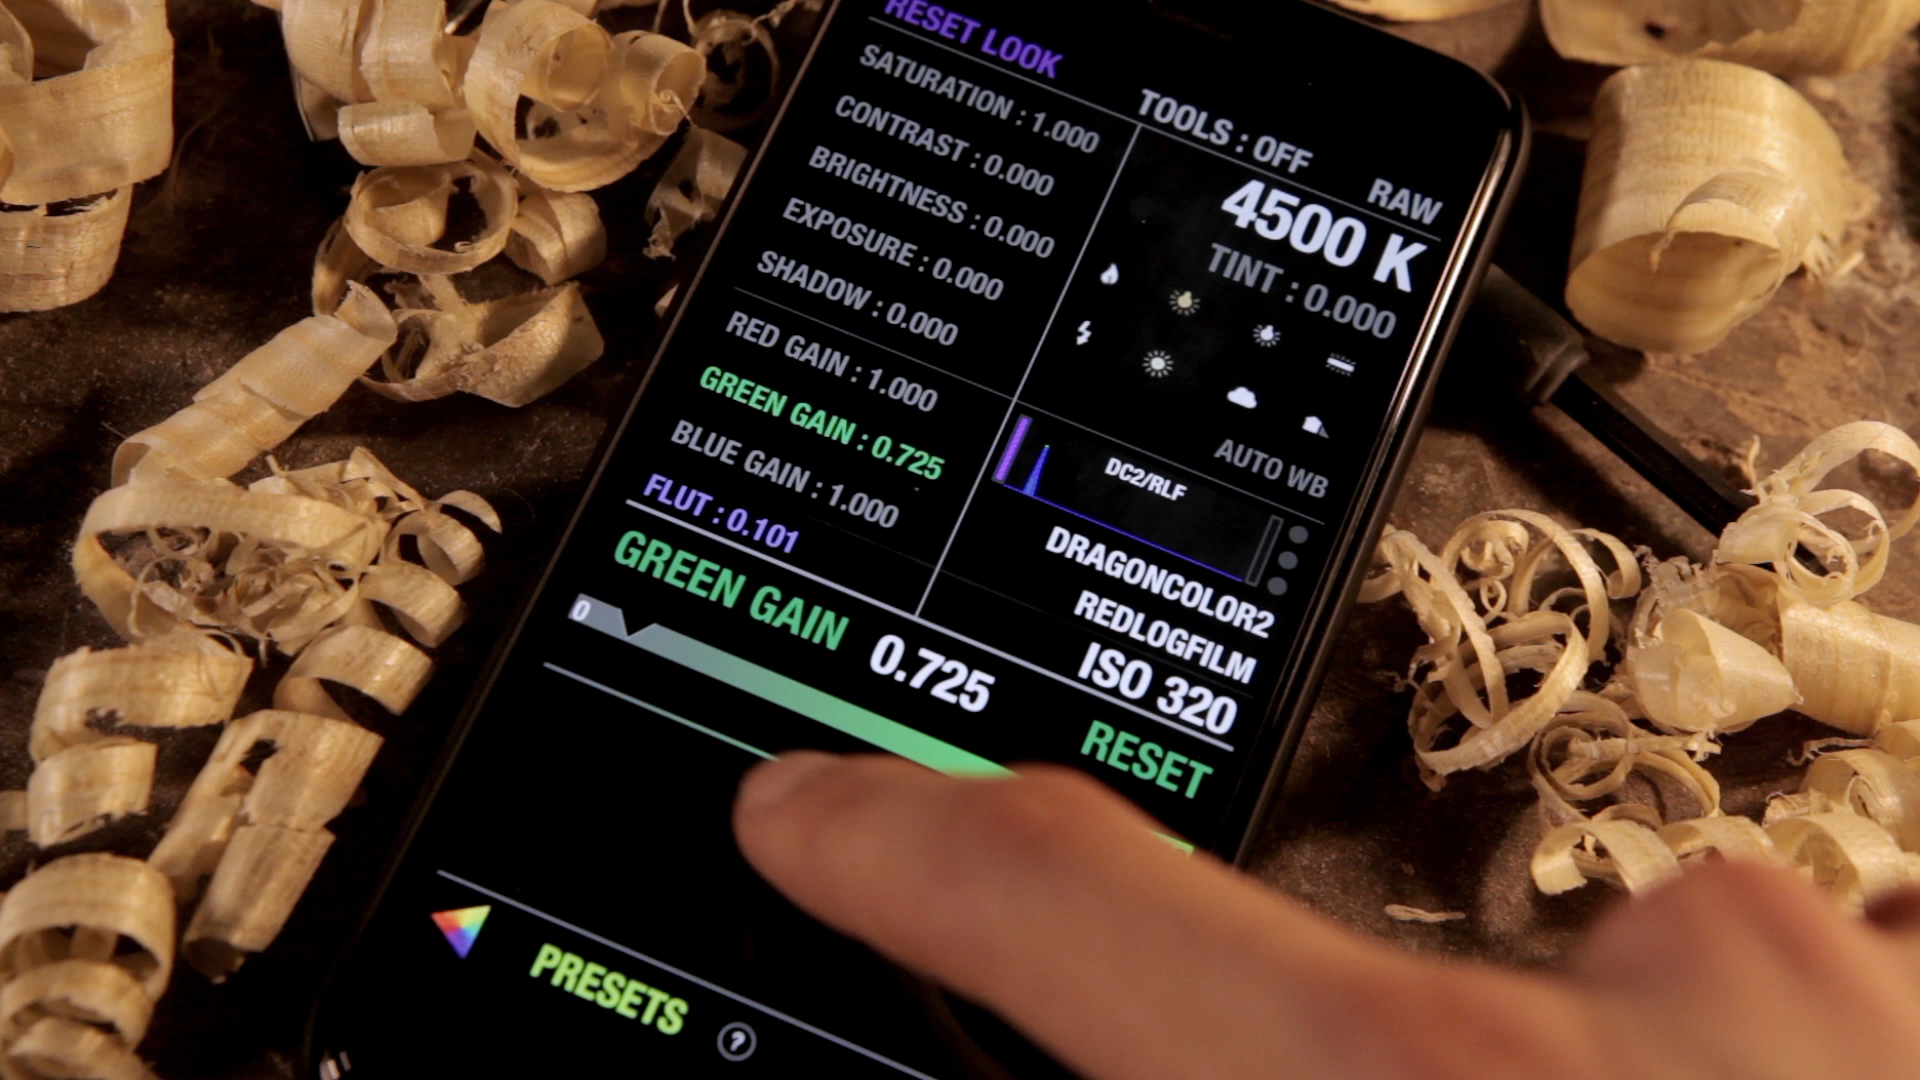 RESET LOOK
SATURATION : 1.000
CONTRAST : 0.000
BRIGHTNESS : 0.000
EXPOSURE : 0.000
SHADOW : 0.000
RED GAIN : 1.000
GREEN GAIN : 0.725
BLUE GAIN : 1.000
FLUT : 0.101
TOOLS : OFF
RAW
4500 K
TINT : 0.000
AUTO WB
DC2/RLF
DRAGONCOLOR2
REDLOGFILM
ISO 320
GREEN GAIN 0.725
RESET
0
PRESETS
?